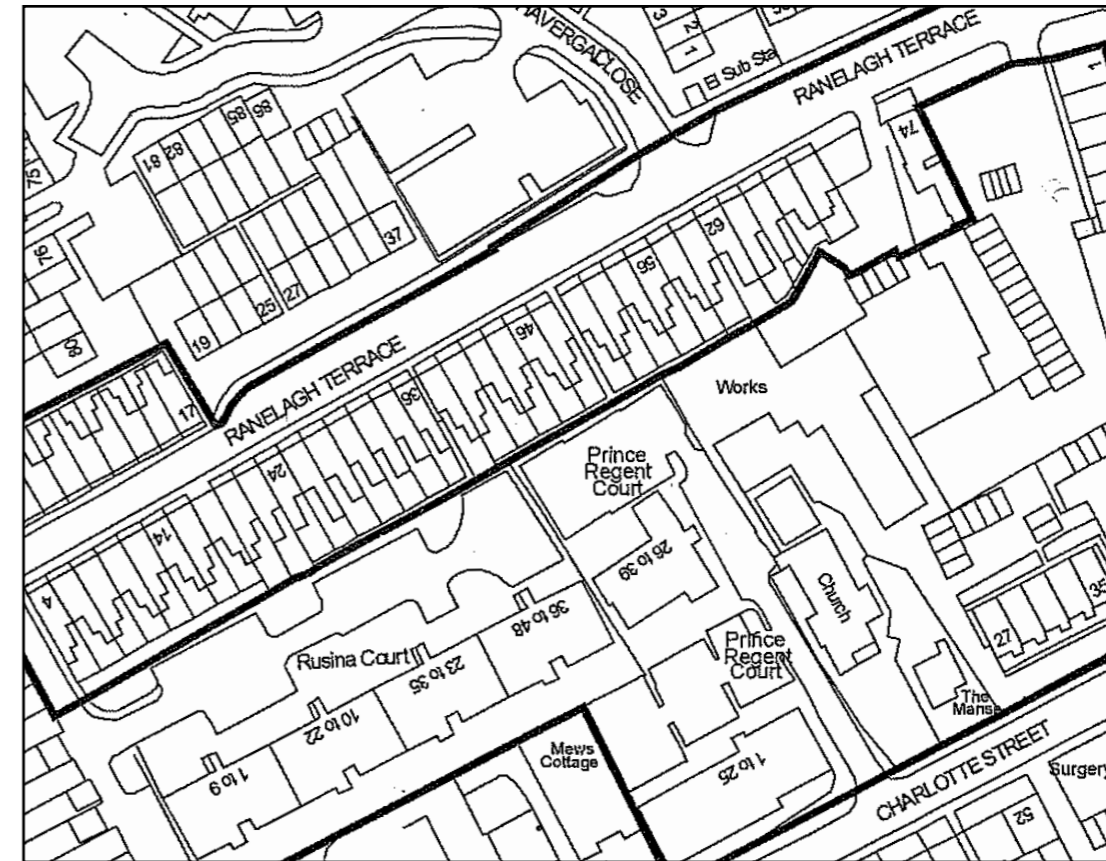 HAVERGAL CLOSE
3
2
1
El Sub Sta
RANELAGH TERRACE
1
74
86
85
82
81
75
76
80
37
27
25
19
17
62
56
46
36
24
14
4
RANELAGH TERRACE
Works
Prince
Regent
Court
26 to 39
Church
35
27
Rusina Court
36 to 48
23 to 35
10 to 22
1 to 9
Prince
Regent
Court
The
Manse
Mews
Cottage
1 to 25
CHARLOTTE STREET
Surgery
52